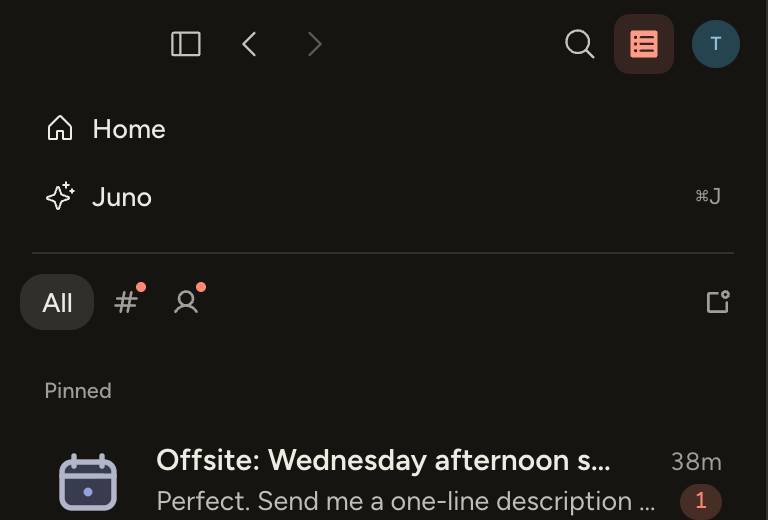 T
Home
Juno ⌘J
All
Pinned
Offsite: Wednesday afternoon s... 38m
Perfect. Send me a one-line description ... 1